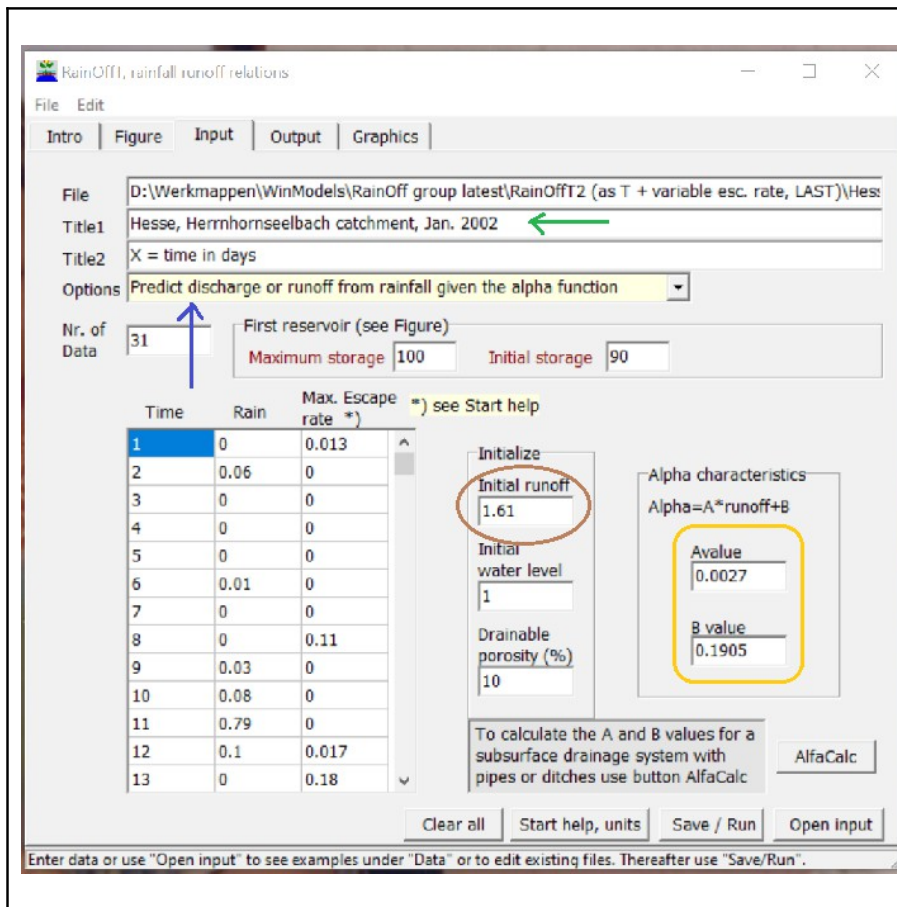 RainOffT, rainfall runoff relations
File Edit
Intro Figure Input Output Graphics
File D:\Werkmappen\WinModels\RainOff group latest\RainOffT2 (as T + variable esc. rate, LAST)\Hess
Title1 Hesse, Herrnhornseelbach catchment, Jan. 2002
Title2 X = time in days
Options Predict discharge or runoff from rainfall given the alpha function
Nr. of
Data
31
First reservoir (see Figure)
Maximum storage 100 Initial storage 90
Time Rain Max. Escape
rate *)
*) see Start help
1 0 0.013
2 0.06 0
3 0 0
4 0 0
5 0 0
6 0.01 0
7 0 0
8 0 0.11
9 0.03 0
10 0.08 0
11 0.79 0
12 0.1 0.017
13 0 0.18
Initialize
Initial runoff
1.61
Initial
water level
1
Drainable
porosity (%)
10
Alpha characteristics
Alpha=A*runoff+B
Avalue
0.0027
B value
0.1905
To calculate the A and B values for a
subsurface drainage system with
pipes or ditches use button AlfaCalc
AlfaCalc
Clear all Start help, units Save / Run Open input
Enter data or use "Open input" to see examples under "Data" or to edit existing files. Thereafter use "Save/Run".